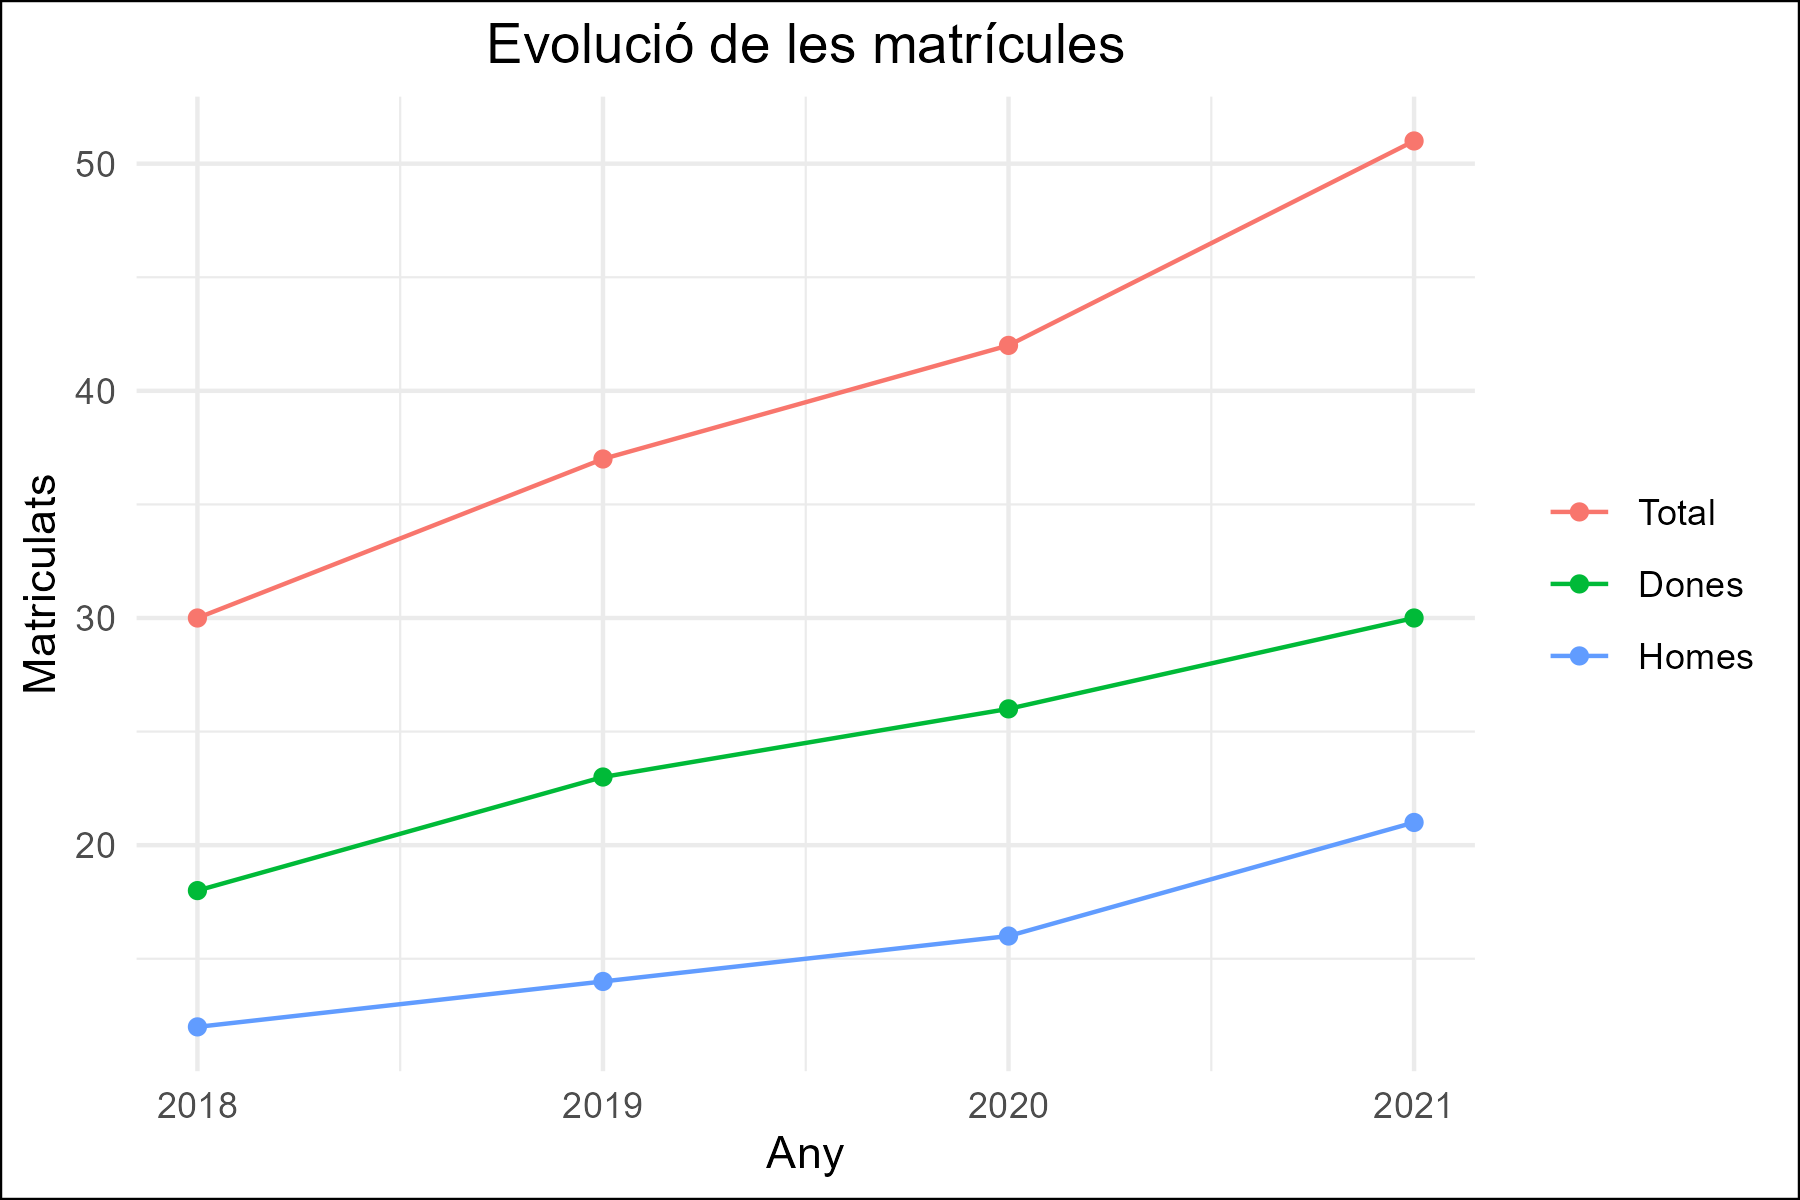 Evolució de les matrícules
50
40
30
20
Matriculats
2018 2019 2020 2021
Any
Total
Dones
Homes